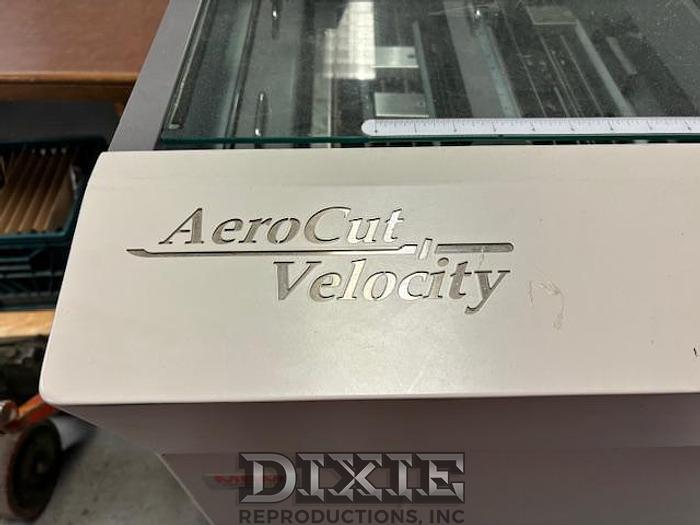 AeroCut
Velocity
DIXIE
REPRODUCTIONS, INC